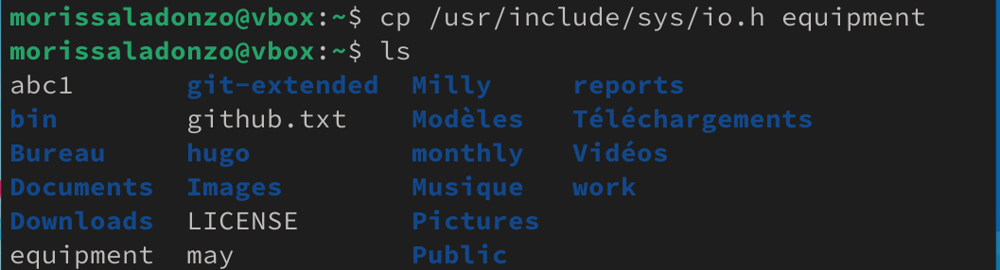 morissaladonzo@vbox:~$ cp /usr/include/sys/io.h equipment
morissaladonzo@vbox:~$ ls
abc1 git-extended Milly reports
bin github.txt Modèles Téléchargements
Bureau hugo monthly Vidéos
Documents Images Musique work
Downloads LICENSE Pictures
equipment may Public